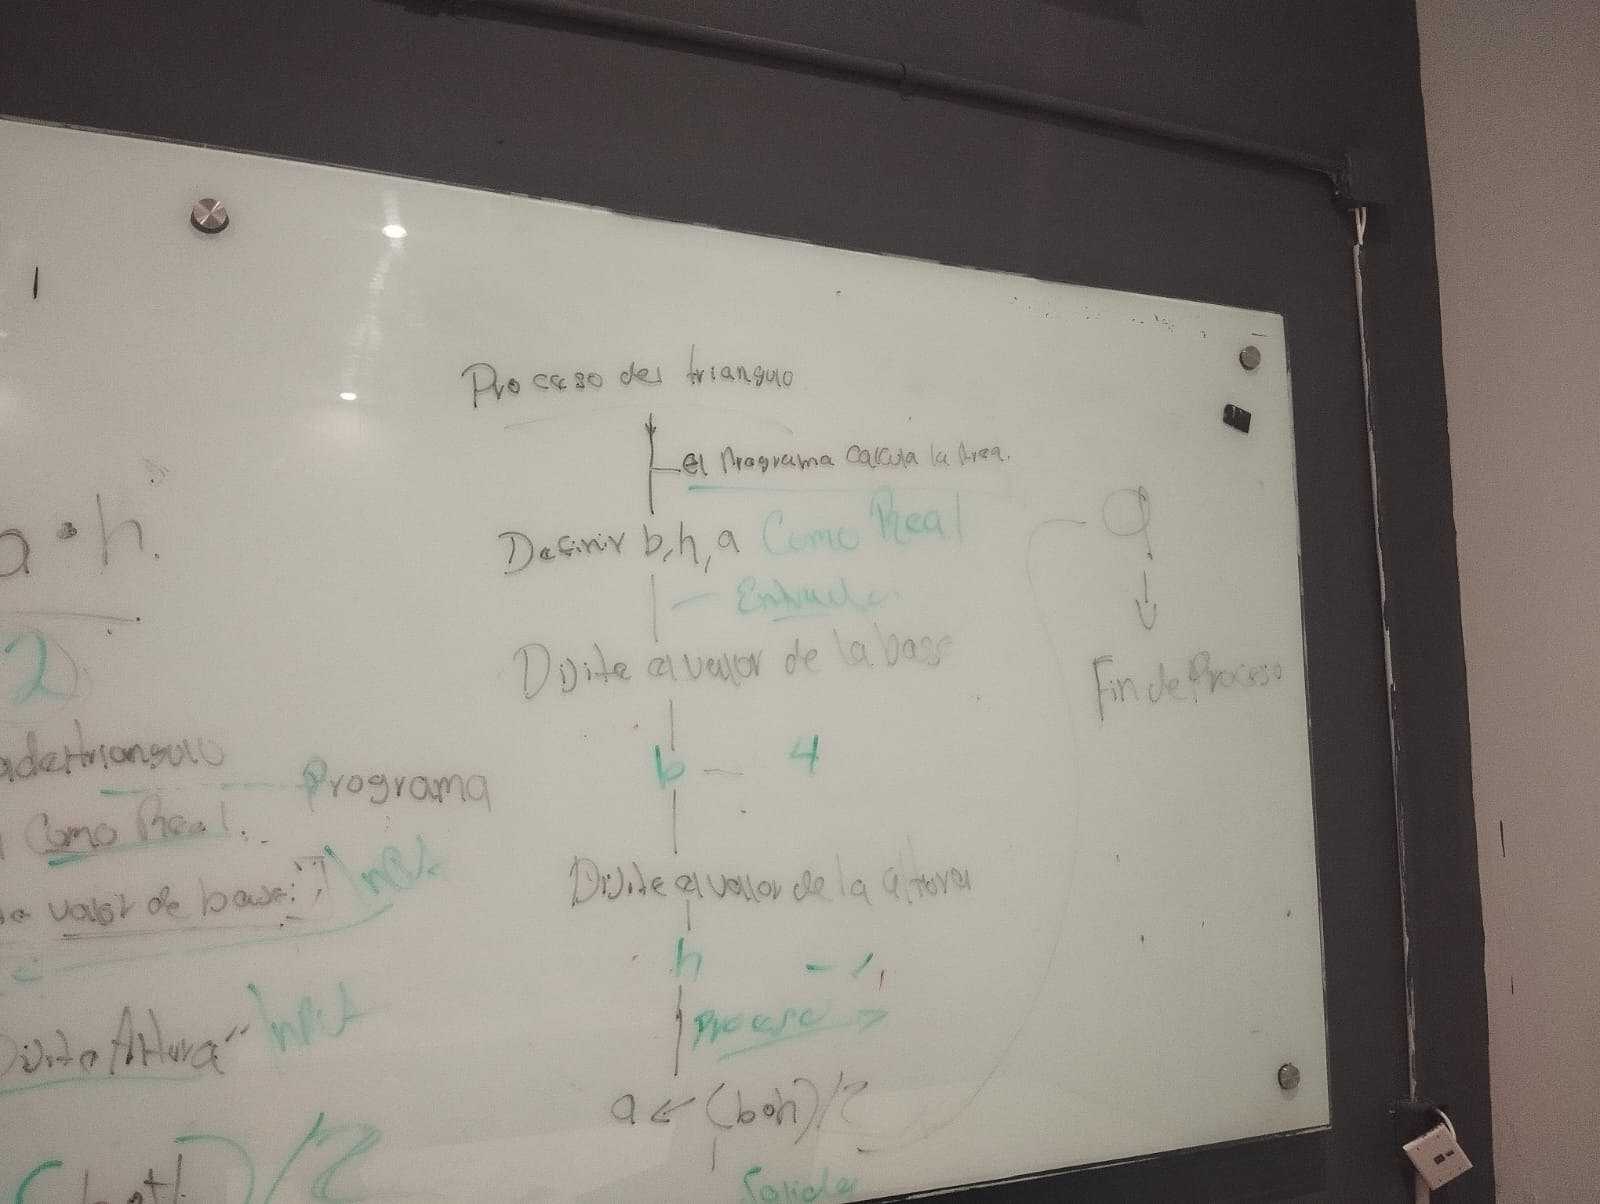 Proceso del triangulo
el Programa calcula la Area.
Definir b, h, a Como Real
Entrada
Dijite el valor de la base
b — 4
Dijite el valor de la altura
h
Proceso
a ← (b•h)/2
Salida
a
Fin de Proceso
• h.
2
triangulo Programa
Como Real.
valor de base: " Input
Dijite Altura" Input
)/2